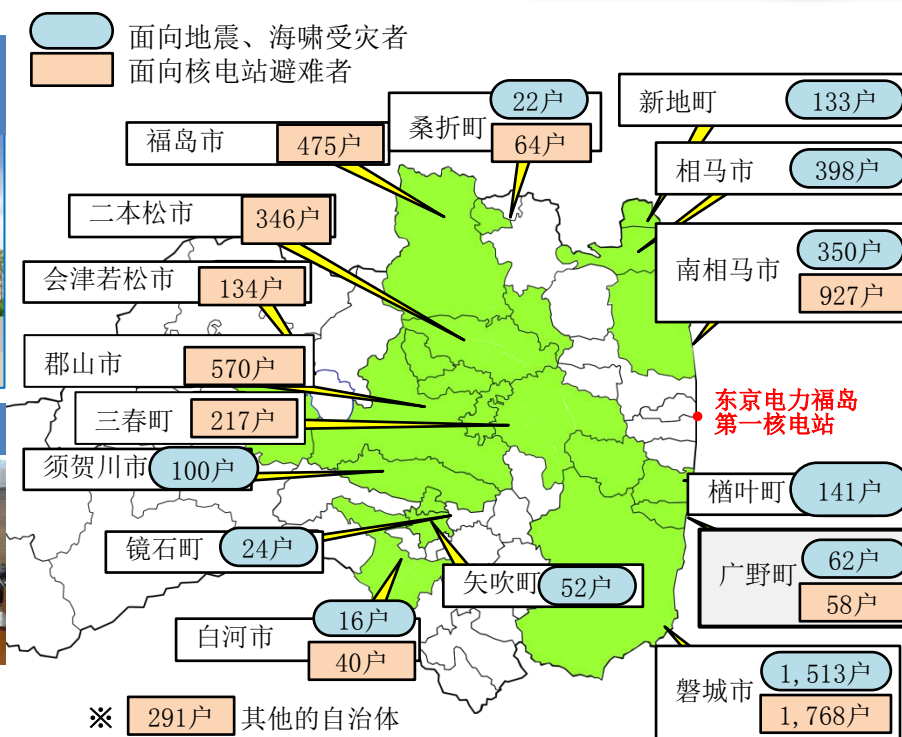 面向地震、海啸受灾者
面向核电站避难者
福岛市 475户
桑折町 22户
64户
新地町 133户
相马市 398户
二本松市 346户
南相马市 350户
927户
会津若松市 134户
郡山市 570户
三春町 217户
东京电力福岛
第一核电站
须贺川市 100户
楢叶町 141户
镜石町 24户
矢吹町 52户
广野町 62户
58户
白河市 16户
40户
磐城市 1,513户
1,768户
※ 291户 其他的自治体